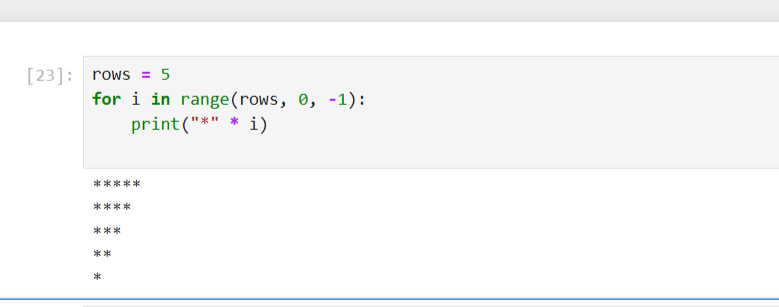 [23]: rows = 5
for i in range(rows, 0, -1):
    print("*" * i)
*****
****
***
**
*